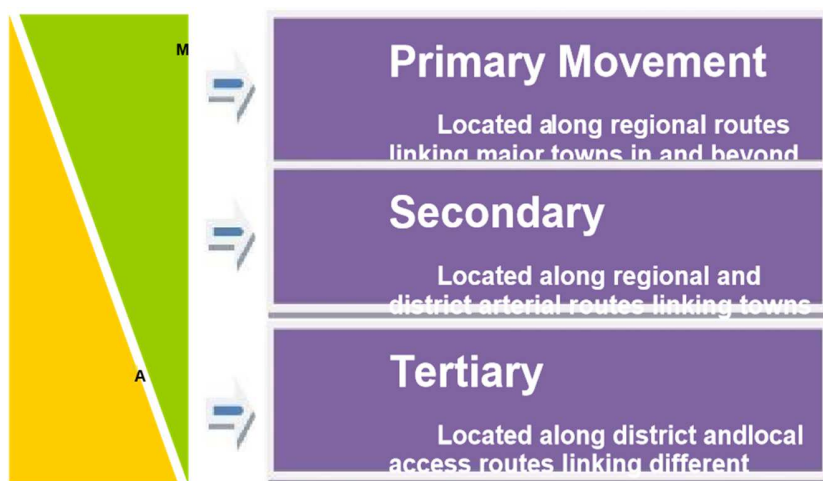 M
Primary Movement
Located along regional routes
linking major towns in and beyond
Secondary
Located along regional and
district arterial routes linking towns
A
Tertiary
Located along district andlocal
access routes linking different